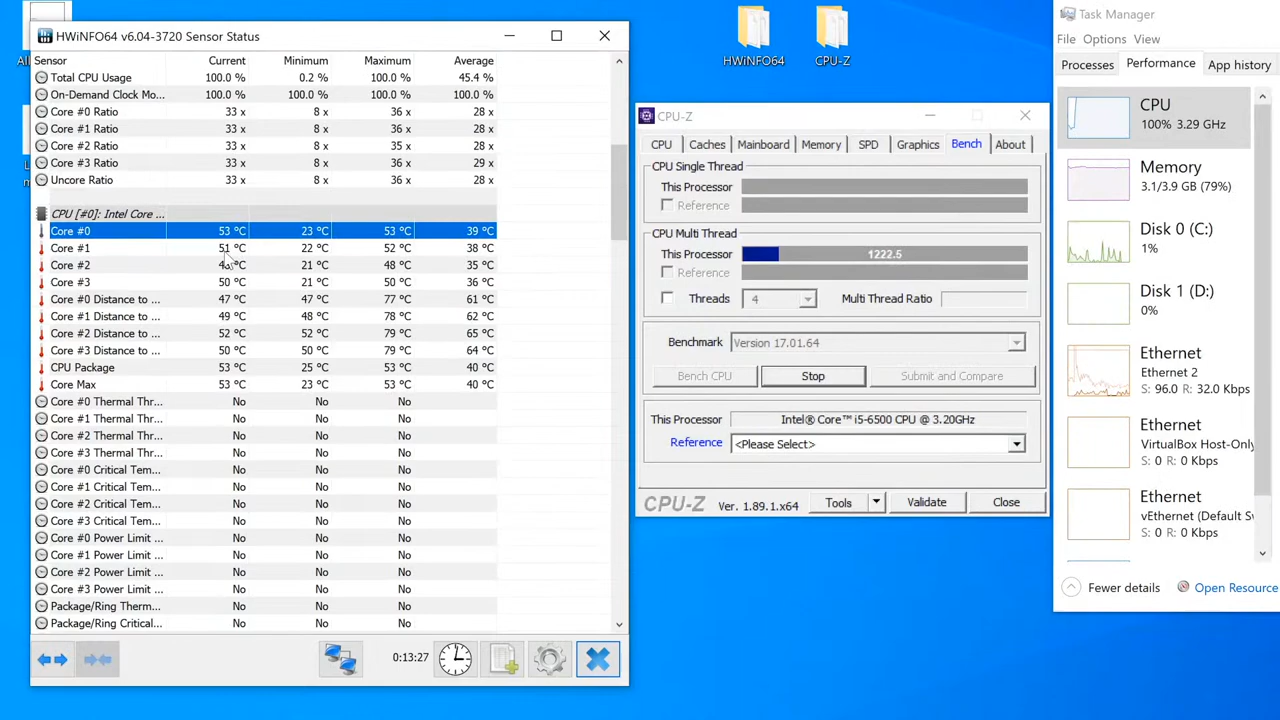 HWiNFO64 v6.04-3720 Sensor Status
Sensor Current Minimum Maximum Average
Total CPU Usage 100.0 % 0.2 % 100.0 % 45.4 %
On-Demand Clock Mo... 100.0 % 100.0 % 100.0 % 100.0 %
Core #0 Ratio 33 x 8 x 36 x 28 x
Core #1 Ratio 33 x 8 x 36 x 28 x
Core #2 Ratio 33 x 8 x 35 x 28 x
Core #3 Ratio 33 x 8 x 36 x 29 x
Uncore Ratio 33 x 8 x 36 x 28 x
CPU [#0]: Intel Core ...
Core #0 53 °C 23 °C 53 °C 39 °C
Core #1 51 °C 22 °C 52 °C 38 °C
Core #2 °C 21 °C 48 °C 35 °C
Core #3 50 °C 21 °C 50 °C 36 °C
Core #0 Distance to ... 47 °C 47 °C 77 °C 61 °C
Core #1 Distance to ... 49 °C 48 °C 78 °C 62 °C
Core #2 Distance to ... 52 °C 52 °C 79 °C 65 °C
Core #3 Distance to ... 50 °C 50 °C 79 °C 64 °C
CPU Package 53 °C 25 °C 53 °C 40 °C
Core Max 53 °C 23 °C 53 °C 40 °C
Core #0 Thermal Thr... No No No
Core #1 Thermal Thr... No No No
Core #2 Thermal Thr... No No No
Core #3 Thermal Thr... No No No
Core #0 Critical Tem... No No No
Core #1 Critical Tem... No No No
Core #2 Critical Tem... No No No
Core #3 Critical Tem... No No No
Core #0 Power Limit ... No No No
Core #1 Power Limit ... No No No
Core #2 Power Limit ... No No No
Core #3 Power Limit ... No No No
Package/Ring Therm... No No No
Package/Ring Critical... No No No
0:13:27
HWiNFO64 CPU-Z
CPU-Z
CPU Caches Mainboard Memory SPD Graphics Bench About
CPU Single Thread
This Processor
Reference
CPU Multi Thread
This Processor 1222.5
Reference
Threads 4 Multi Thread Ratio
Benchmark Version 17.01.64
Bench CPU Stop Submit and Compare
This Processor Intel® Core™ i5-6500 CPU @ 3.20GHz
Reference <Please Select>
CPU-Z Ver. 1.89.1.x64 Tools Validate Close
Task Manager
File Options View
Processes Performance App history
CPU
100% 3.29 GHz
Memory
3.1/3.9 GB (79%)
Disk 0 (C:)
1%
Disk 1 (D:)
0%
Ethernet
Ethernet 2
S: 96.0 R: 32.0 Kbps
Ethernet
VirtualBox Host-Only
S: 0 R: 0 Kbps
Ethernet
vEthernet (Default Sv
S: 0 R: 0 Kbps
Fewer details Open Resource